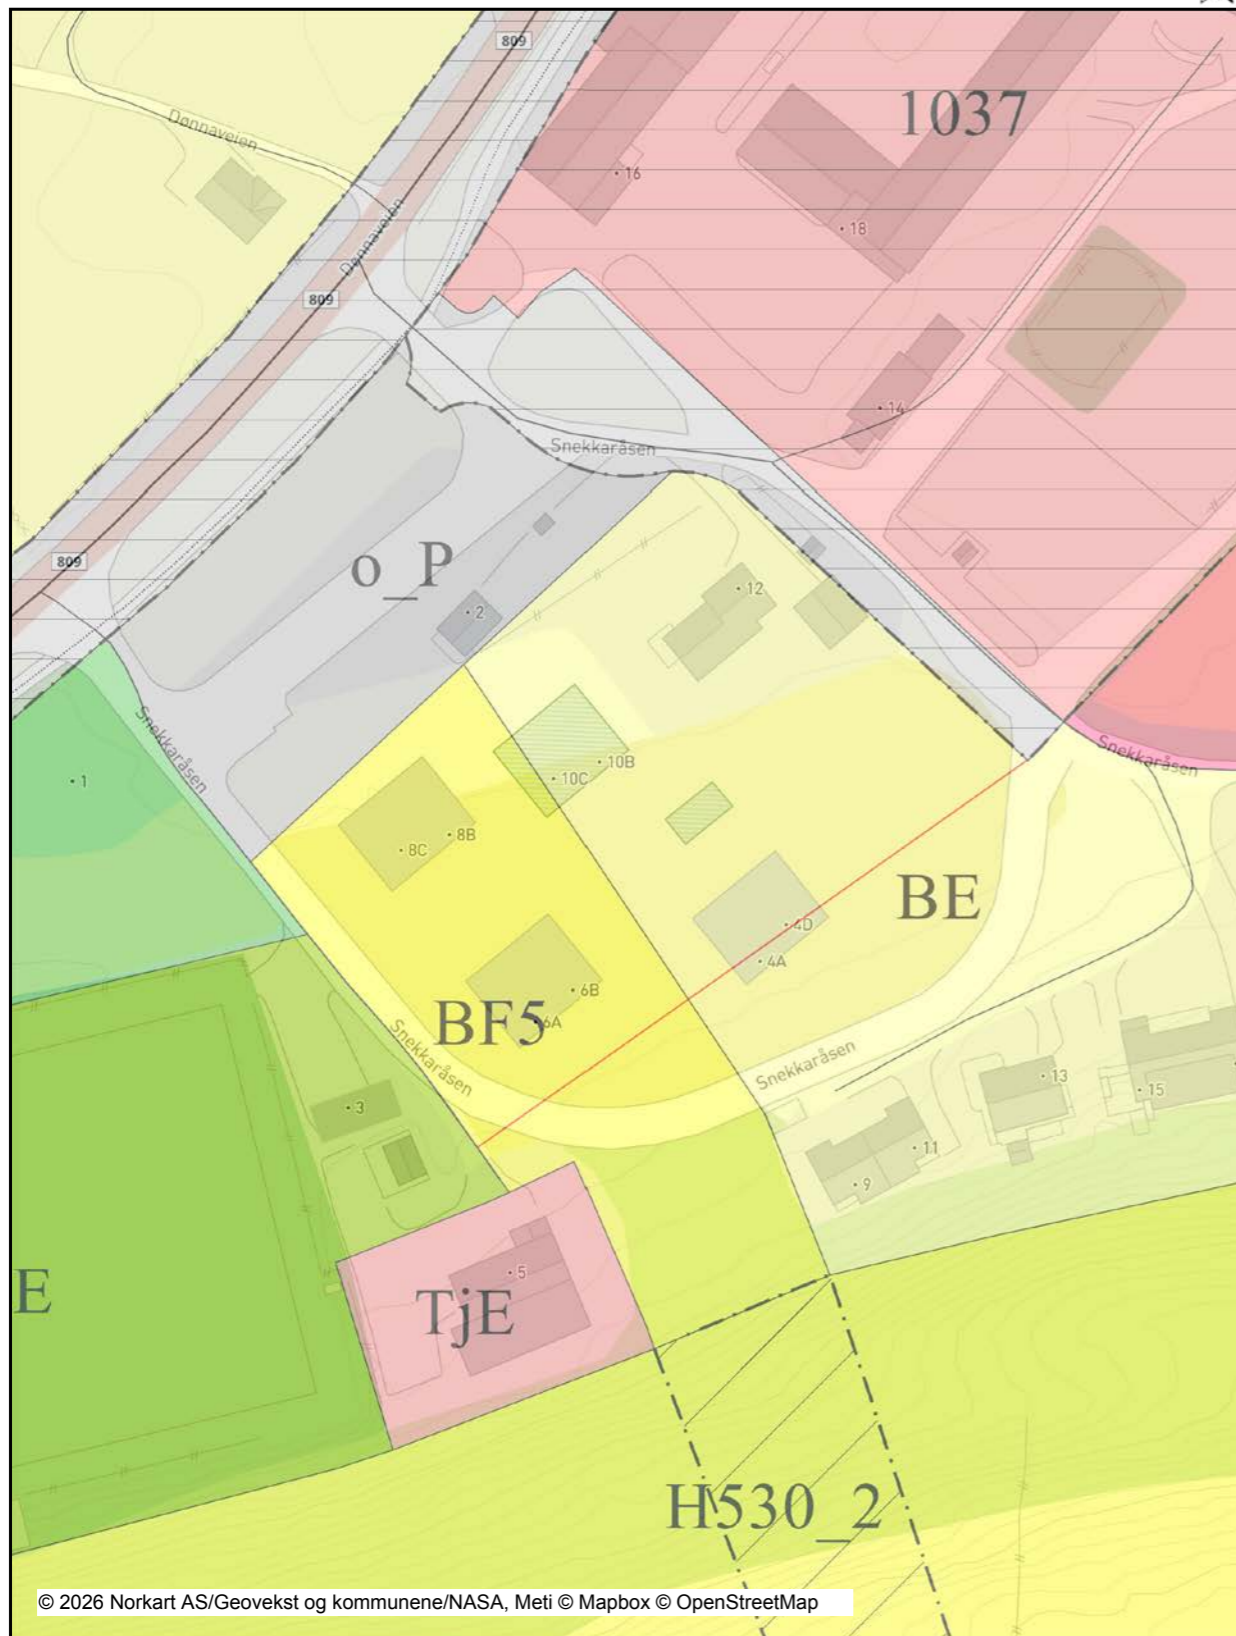 809
1037
Dønnaveien
16
Dønnaveien
18
809
14
Snekkaråsen
809
o_P
12
2
Snekkaråsen
Snekkaråsen
1
10B
10C
8B
8C
BE
4D
4A
6B
BF5
6A
Snekkaråsen
Snekkaråsen
13
15
3
11
9
5
E
TjE
H530_2
© 2026 Norkart AS/Geovekst og kommunene/NASA, Meti © Mapbox © OpenStreetMap